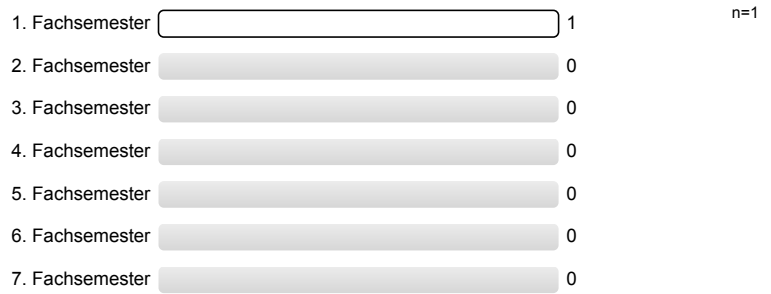 1. Fachsemester 1 n=1
2. Fachsemester 0
3. Fachsemester 0
4. Fachsemester 0
5. Fachsemester 0
6. Fachsemester 0
7. Fachsemester 0